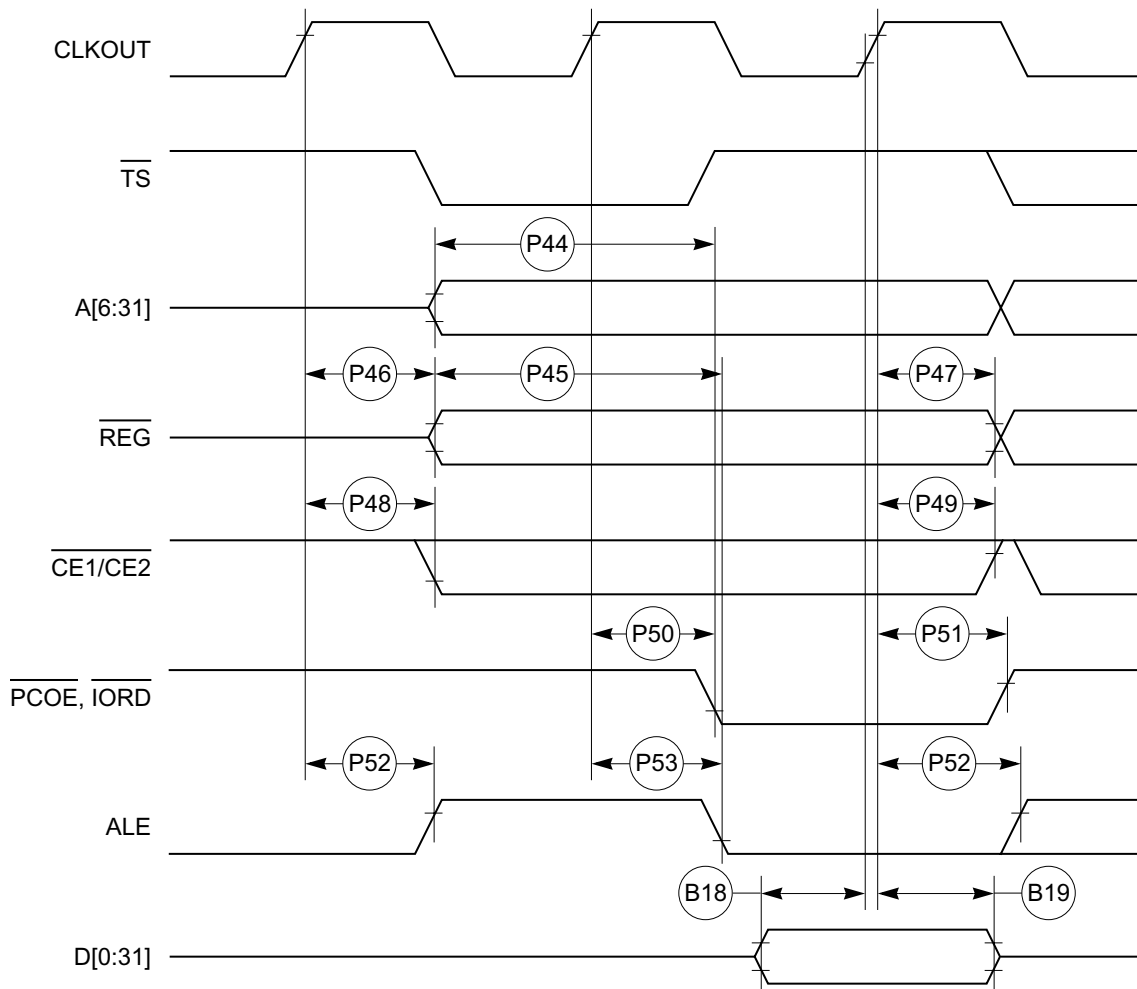 CLKOUT
TS
P44
A[6:31]
P46 P45 P47
REG
P48 P49
CE1/CE2
P50 P51
PCOE, IORD
P52 P53 P52
ALE
B18 B19
D[0:31]